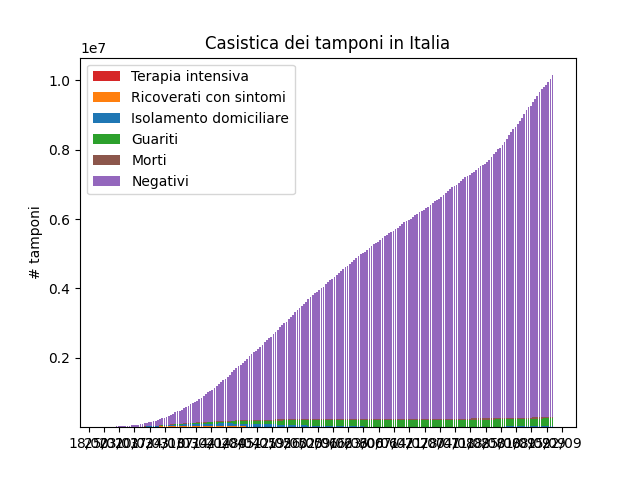 Casistica dei tamponi in Italia
1e7
Terapia intensiva
Ricoverati con sintomi
Isolamento domiciliare
Guariti
Morti
Negativi
1.0
0.8
0.6
0.4
0.2
# tamponi